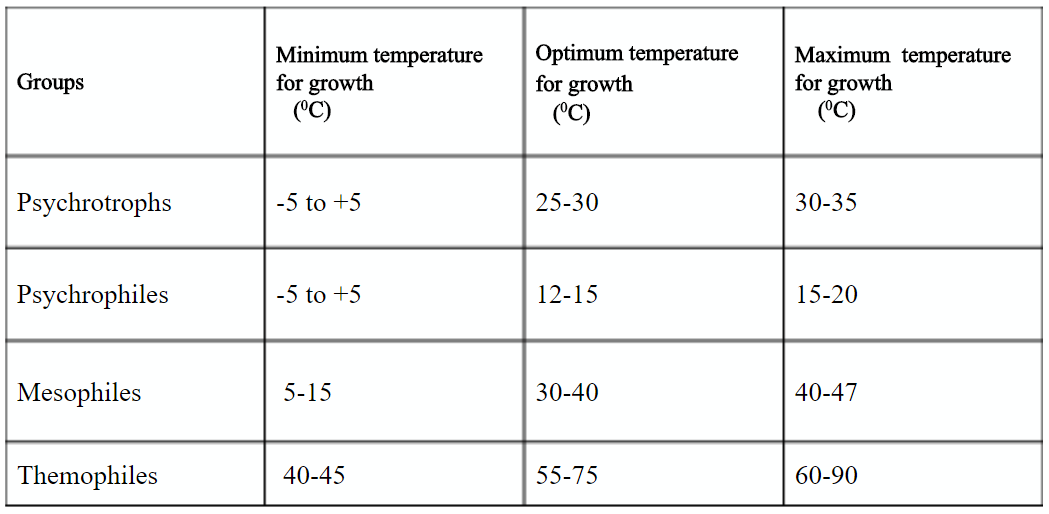 Groups
Minimum temperature
for growth
(⁰C)
Optimum temperature
for growth
(⁰C)
Maximum temperature
for growth
(⁰C)
Psychrotrophs
-5 to +5
25-30
30-35
Psychrophiles
-5 to +5
12-15
15-20
Mesophiles
5-15
30-40
40-47
Themophiles
40-45
55-75
60-90